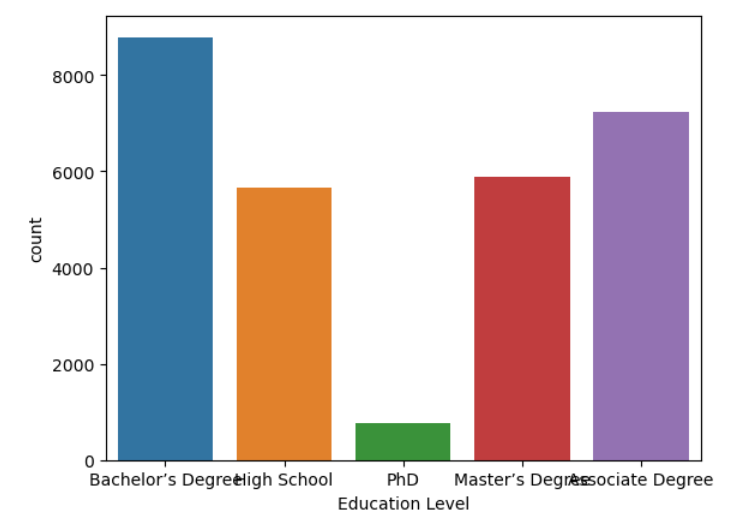 8000
6000
4000
2000
0
count
Bachelor’s Degree High School PhD Master’s Degree Associate Degree
Education Level